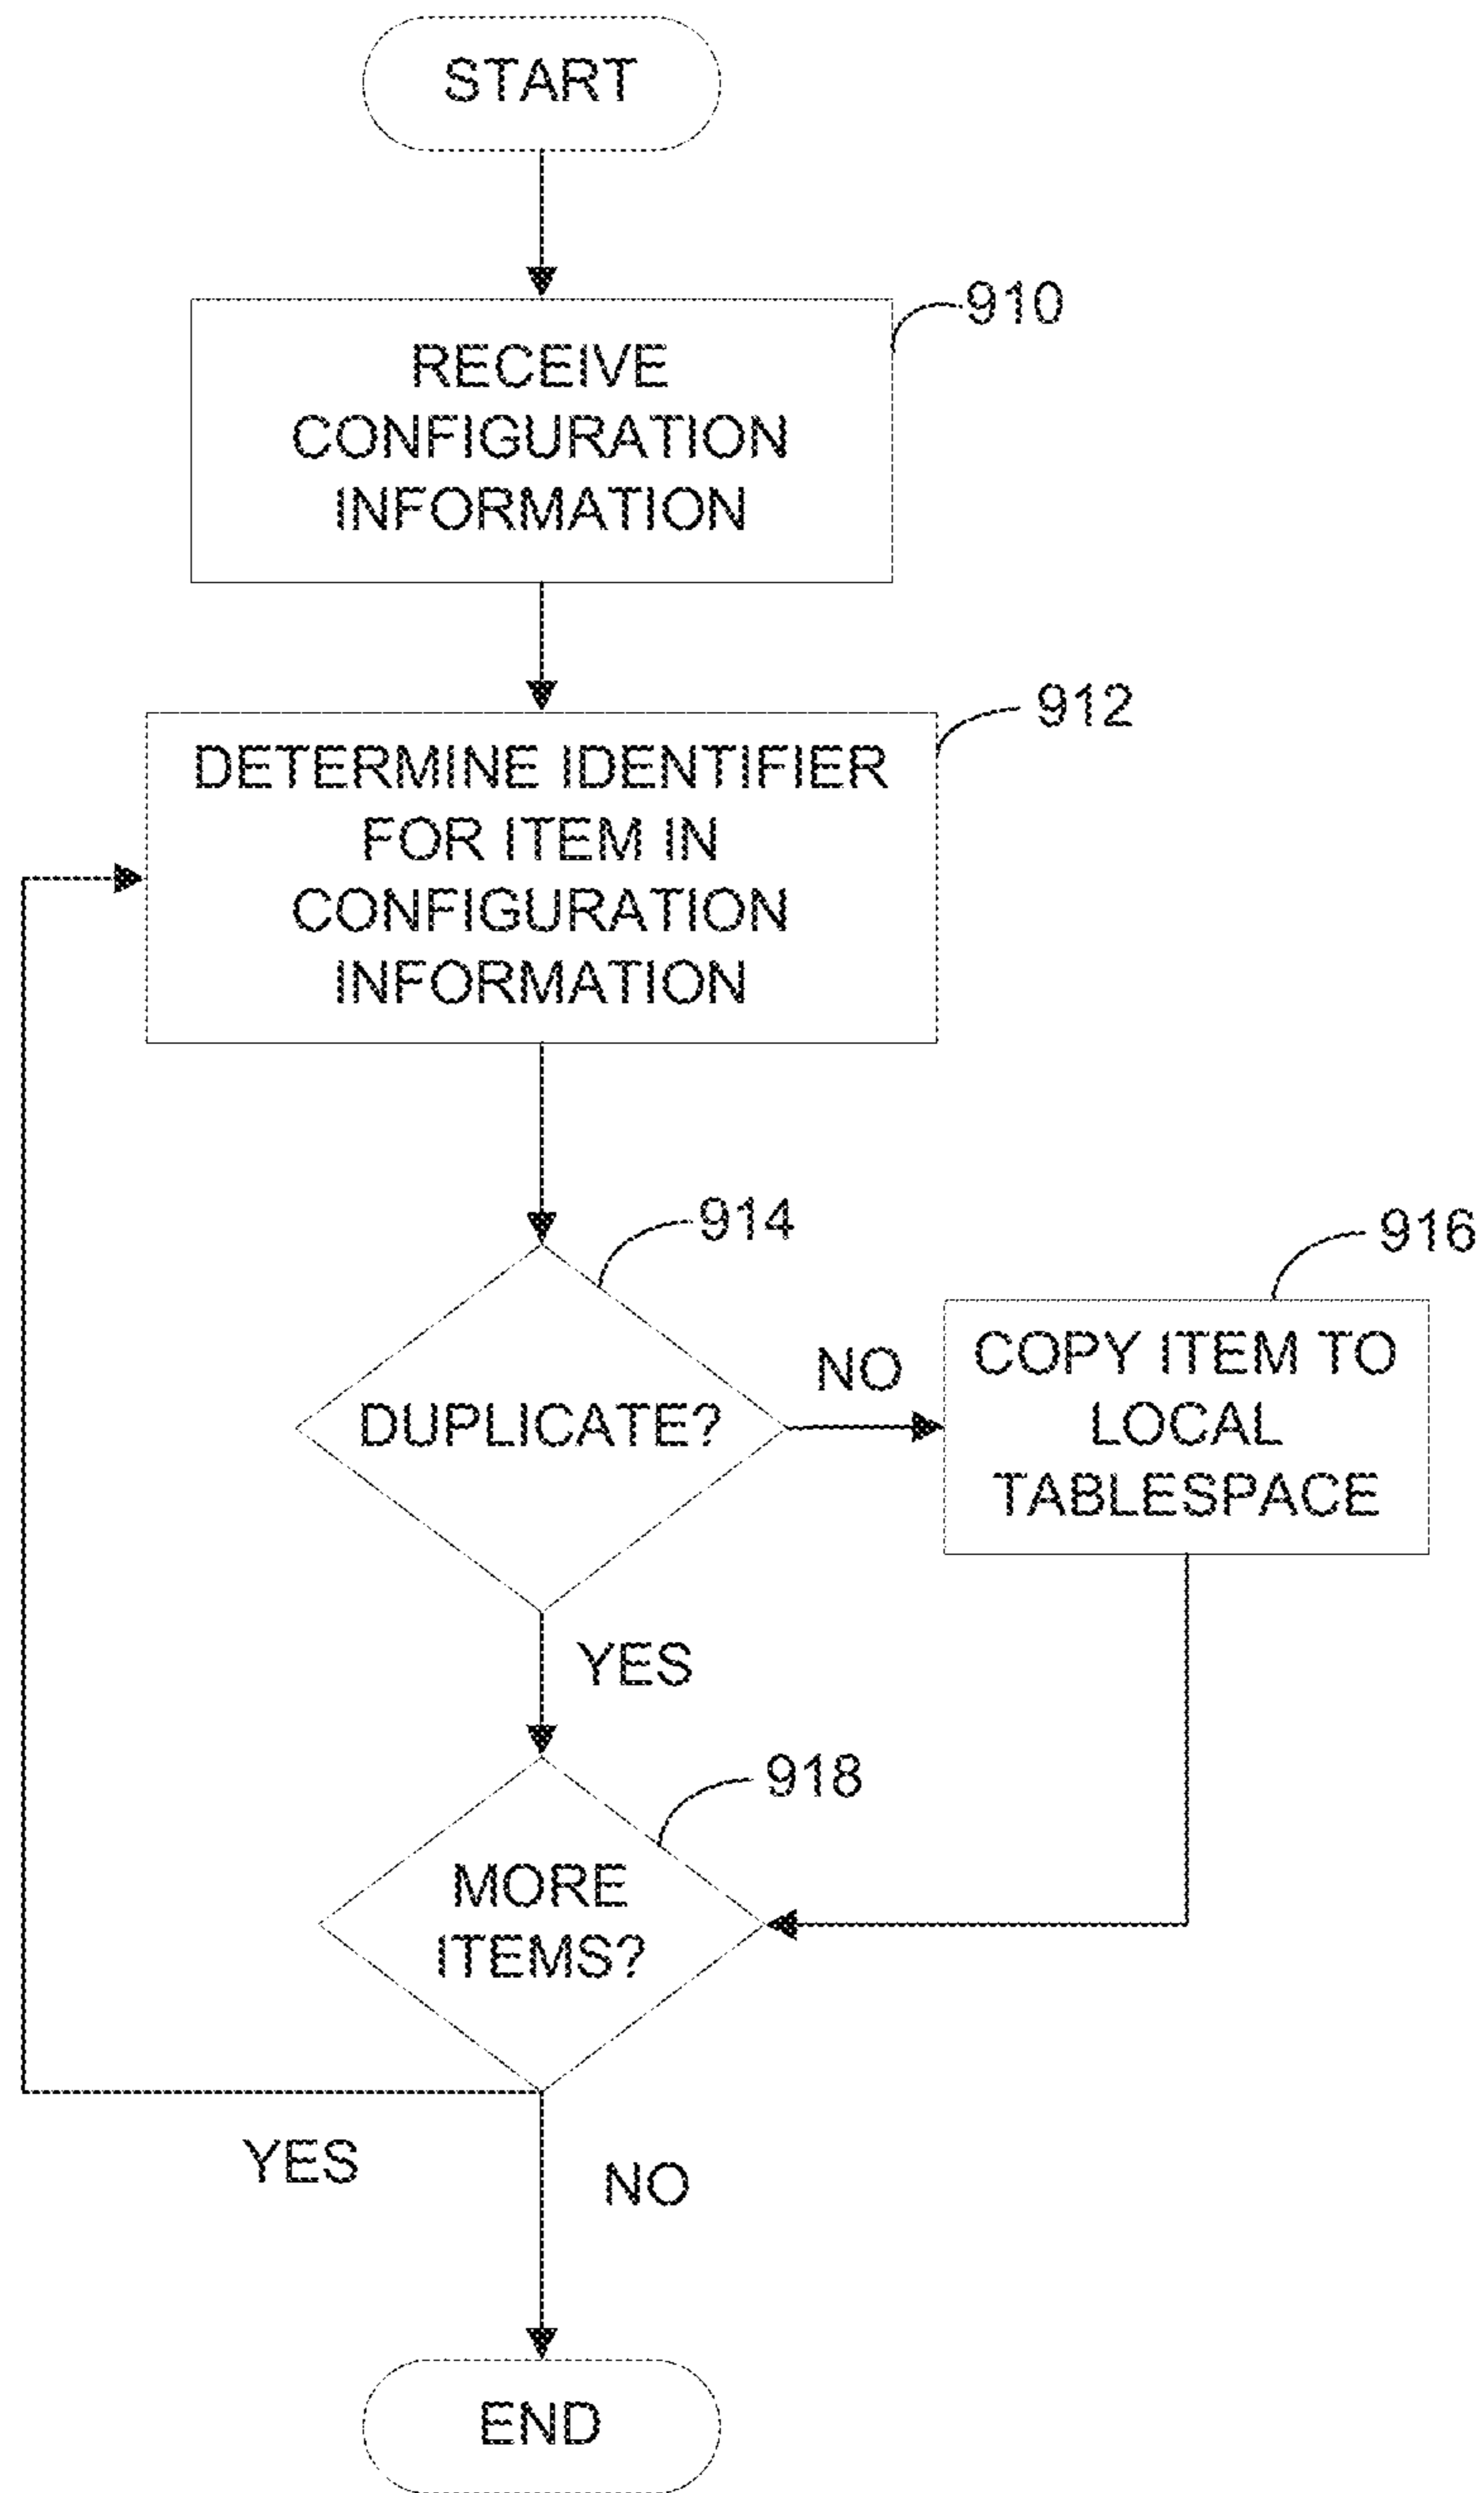 START
910
RECEIVE
CONFIGURATION
INFORMATION
912
DETERMINE IDENTIFIER
FOR ITEM IN
CONFIGURATION
INFORMATION
914
DUPLICATE?
NO
916
COPY ITEM TO
LOCAL
TABLESPACE
YES
918
MORE
ITEMS?
YES
NO
END